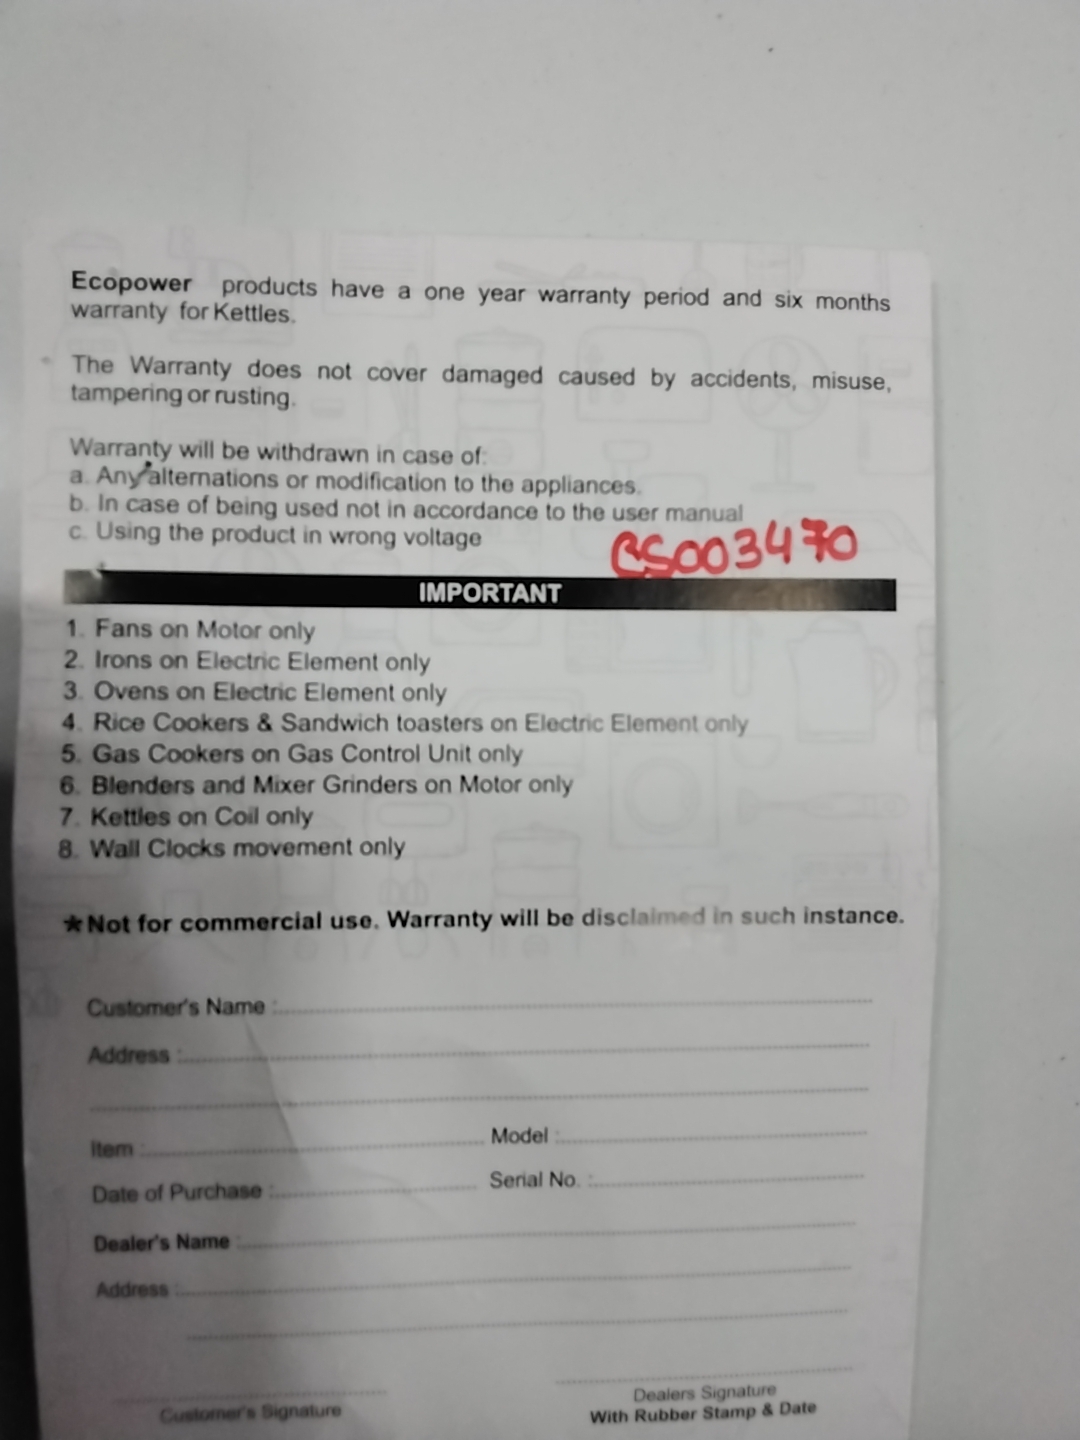 Ecopower products have a one year warranty period and six months
warranty for Kettles.
The Warranty does not cover damaged caused by accidents, misuse,
tampering or rusting.
Warranty will be withdrawn in case of:
a. Any alternations or modification to the appliances.
b. In case of being used not in accordance to the user manual
c. Using the product in wrong voltage
CS003470
IMPORTANT
1. Fans on Motor only
2. Irons on Electric Element only
3. Ovens on Electric Element only
4. Rice Cookers & Sandwich toasters on Electric Element only
5. Gas Cookers on Gas Control Unit only
6. Blenders and Mixer Grinders on Motor only
7. Kettles on Coil only
8. Wall Clocks movement only
★Not for commercial use. Warranty will be disclaimed in such instance.
Customer's Name :
Address :
Item : Model :
Date of Purchase : Serial No. :
Dealer's Name :
Address :
Customer's Signature
Dealers Signature
With Rubber Stamp & Date